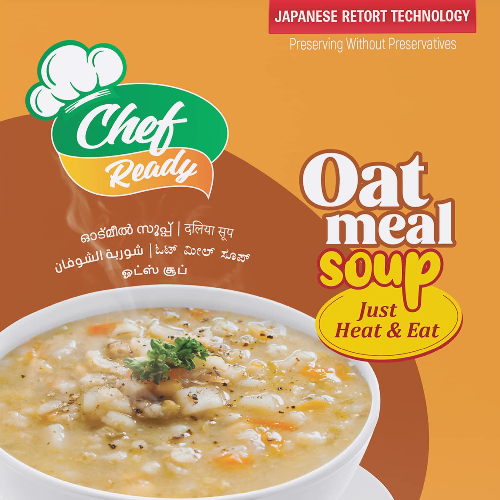 JAPANESE RETORT TECHNOLOGY
Preserving Without Preservatives
Chef
Ready
Oat
meal
soup
Just
Heat & Eat
ഓട്മീൽ സൂപ്പ് | दलिया सूप
شوربة الشوفان | ಓಟ್ ಮೀಲ್ ಸೂಪ್
ஓட்ஸ் சூப்